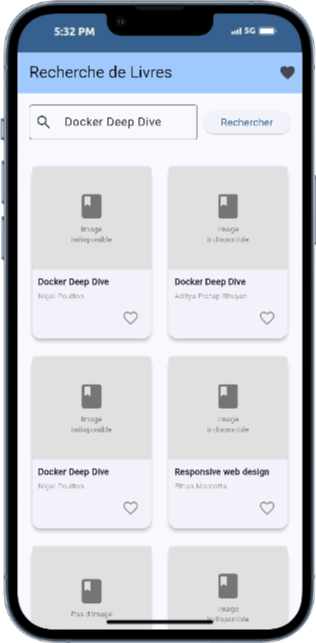 5:32 PM
5G
Recherche de Livres
Docker Deep Dive
Rechercher
Image
indisponible
Image
indisponible
Docker Deep Dive
Nigel Poulton
Docker Deep Dive
Aditya Pratap Bhuyan
Image
indisponible
Image
indisponible
Docker Deep Dive
Nigel Poulton
Responsive web design
Ethan Marcotte
Pas d'image
Image
indisponible